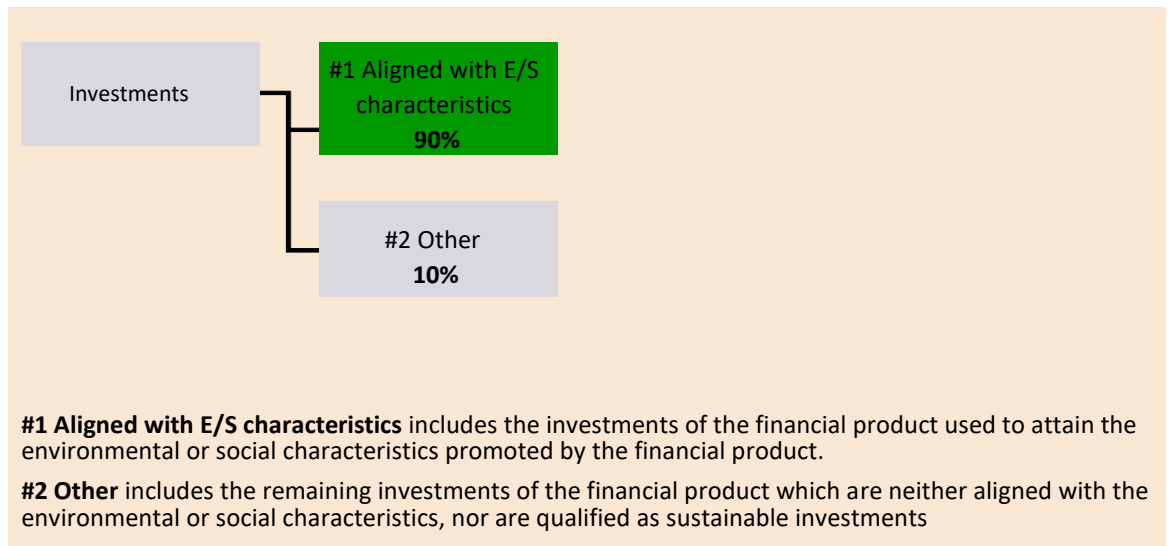 Investments
#1 Aligned with E/S
characteristics
90%
#2 Other
10%
#1 Aligned with E/S characteristics includes the investments of the financial product used to attain the
environmental or social characteristics promoted by the financial product.
#2 Other includes the remaining investments of the financial product which are neither aligned with the
environmental or social characteristics, nor are qualified as sustainable investments